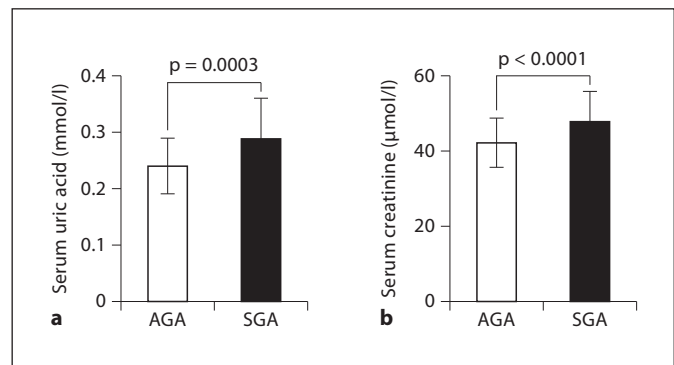 p = 0.0003
0.4
0.3
0.2
0.1
0
Serum uric acid (mmol/l)
AGA
SGA
a
p < 0.0001
60
40
20
0
Serum creatinine (μmol/l)
AGA
SGA
b